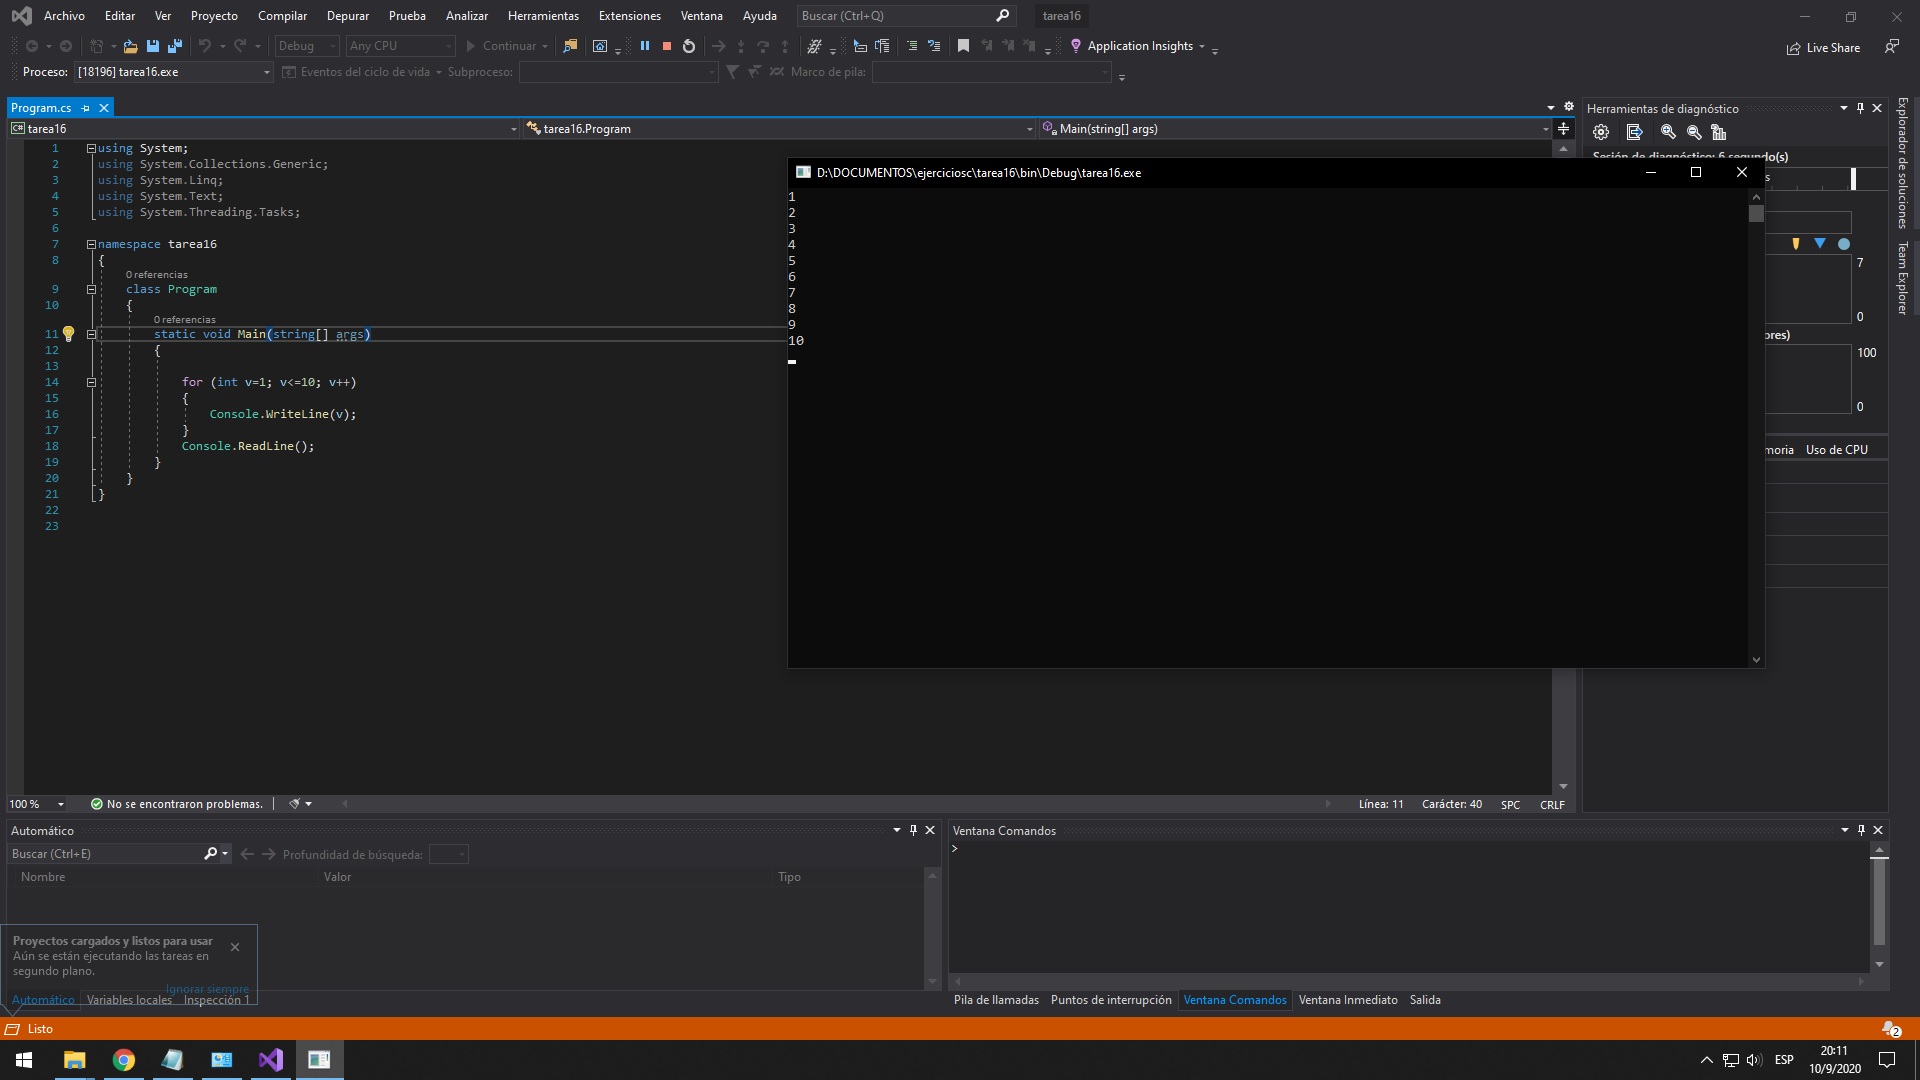 Archivo Editar Ver Proyecto Compilar Depurar Prueba Analizar Herramientas Extensiones Ventana Ayuda Buscar (Ctrl+Q) tarea16
Debug Any CPU Continuar Application Insights Live Share
Proceso: [18196] tarea16.exe Eventos del ciclo de vida Subproceso: Marco de pila:
Program.cs
tarea16 tarea16.Program Main(string[] args)
1 using System;
2 using System.Collections.Generic;
3 using System.Linq;
4 using System.Text;
5 using System.Threading.Tasks;
6
7 namespace tarea16
8 {
0 referencias
9 class Program
10 {
0 referencias
11 static void Main(string[] args)
12 {
13
14 for (int v=1; v<=10; v++)
15 {
16 Console.WriteLine(v);
17 }
18 Console.ReadLine();
19 }
20 }
21 }
22
23
D:\DOCUMENTOS\ejerciciosc\tarea16\bin\Debug\tarea16.exe
1
2
3
4
5
6
7
8
9
10
Herramientas de diagnóstico
Sesión de diagnóstico: 6 segundo(s)
s
7
0
ores)
100
0
moria Uso de CPU
Explorador de soluciones
Team Explorer
100 % No se encontraron problemas. Línea: 11 Carácter: 40 SPC CRLF
Automático
Buscar (Ctrl+E) Profundidad de búsqueda:
Nombre Valor Tipo
Proyectos cargados y listos para usar
Aún se están ejecutando las tareas en
segundo plano.
Ignorar siempre
Automático Variables locales Inspección 1
Ventana Comandos
>
Pila de llamadas Puntos de interrupción Ventana Comandos Ventana Inmediato Salida
Listo 2
ESP 20:11
10/9/2020